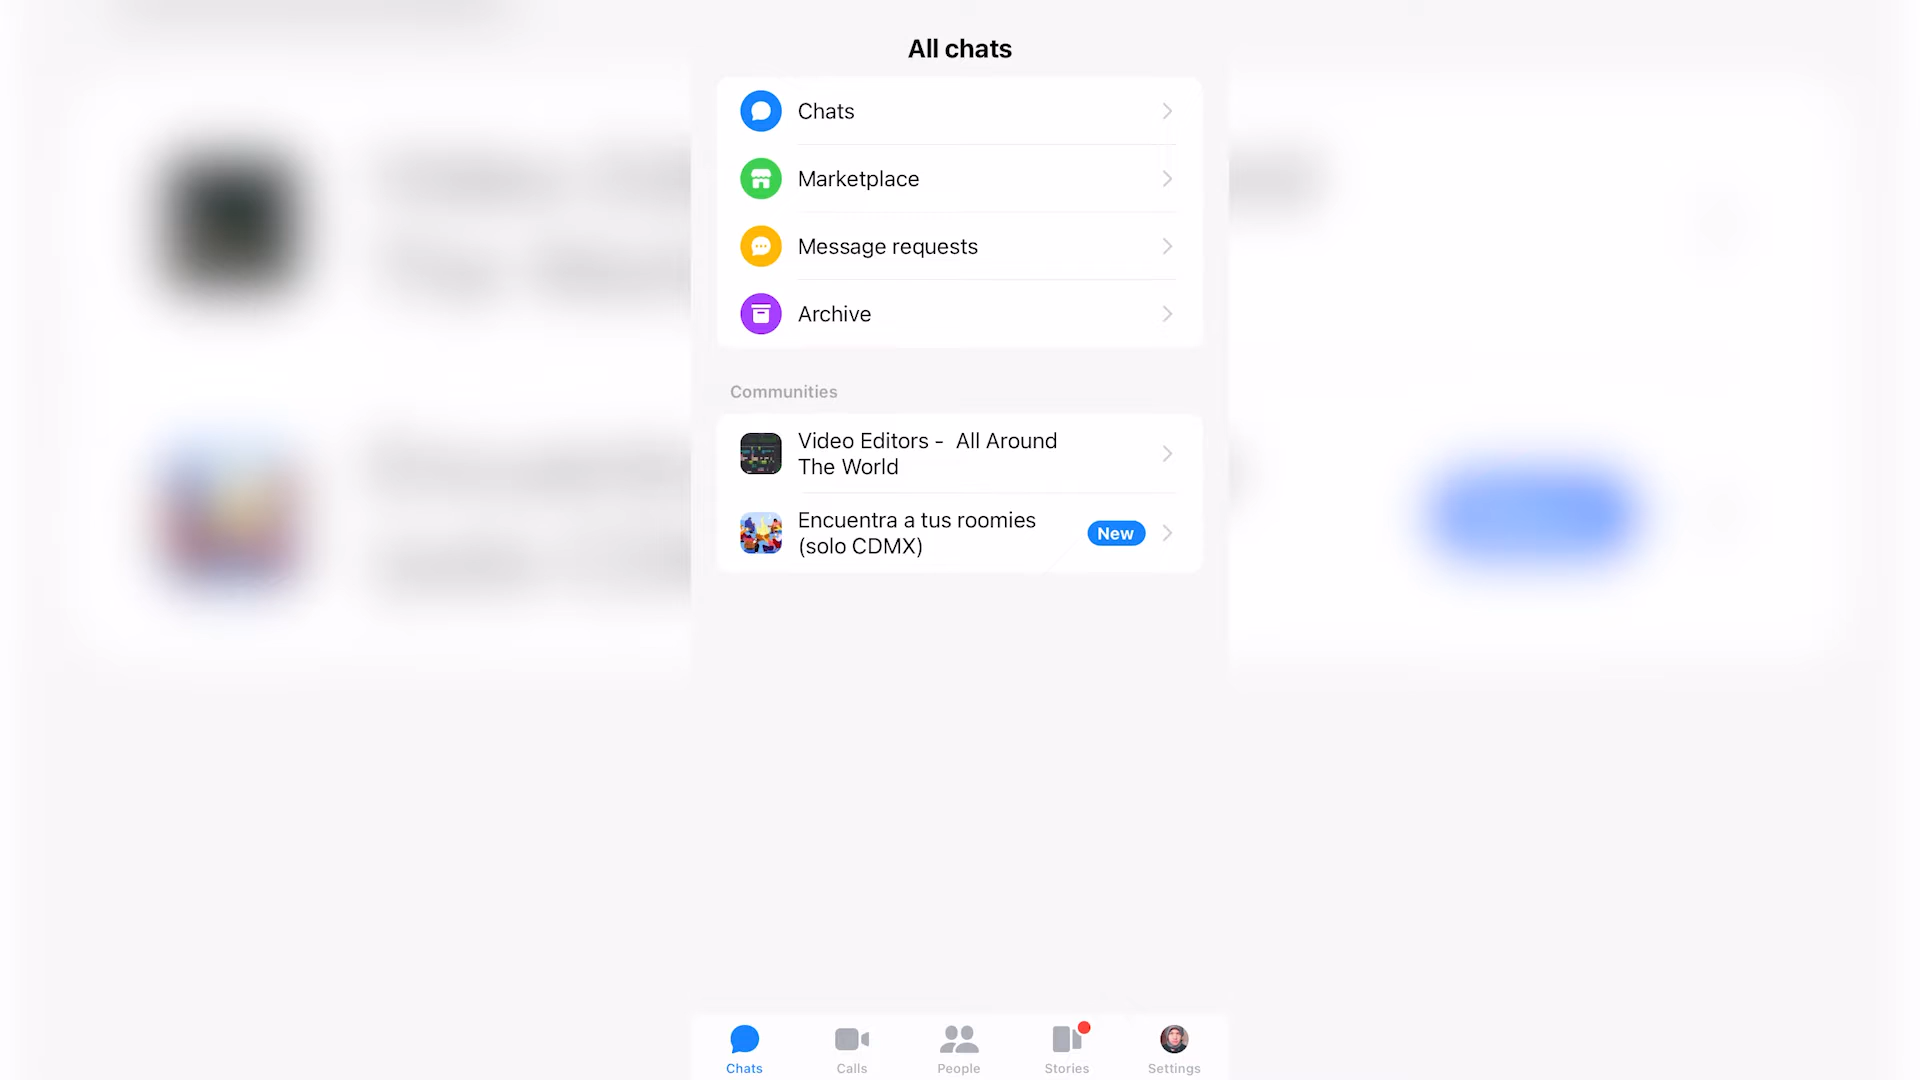 All chats
Chats
Marketplace
Message requests
Archive
Communities
Video Editors - All Around
The World
Encuentra a tus roomies
(solo CDMX)
New
Chats
Calls
People
Stories
Settings